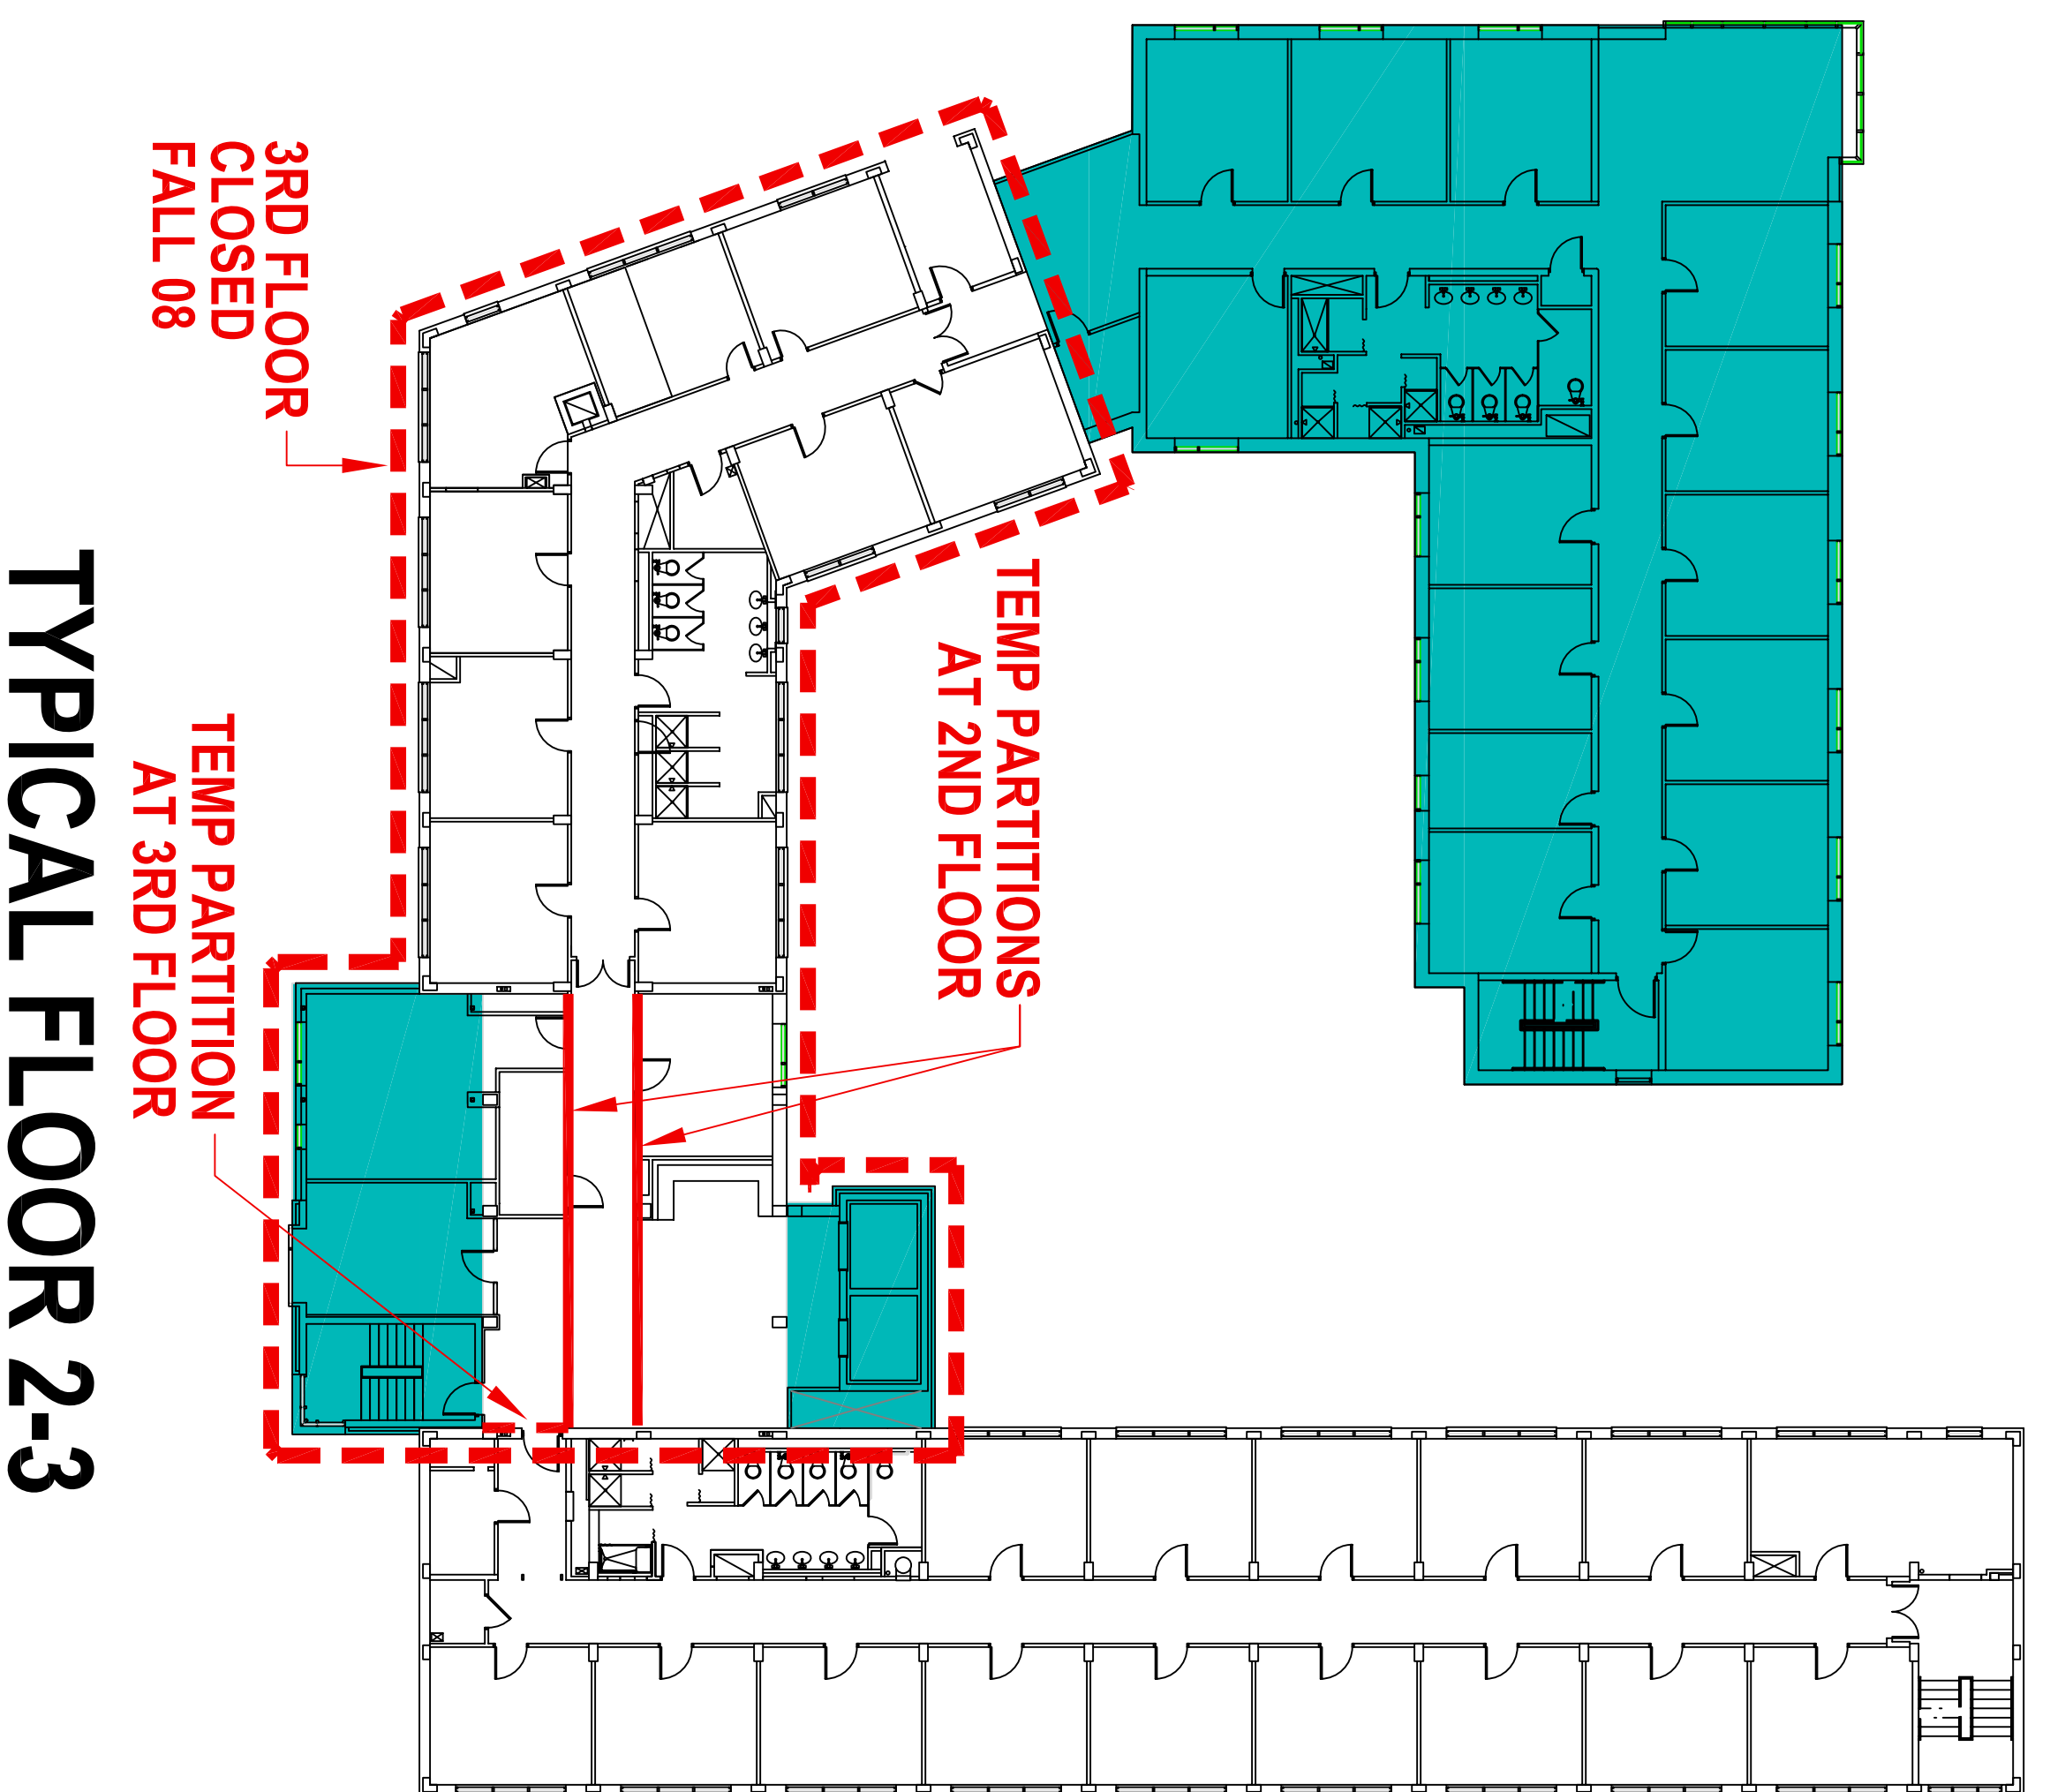 3RD FLOOR
CLOSED
FALL 08
TEMP PARTITIONS
AT 2ND FLOOR
TEMP PARTITION
AT 3RD FLOOR
TYPICAL FLOOR 2-3